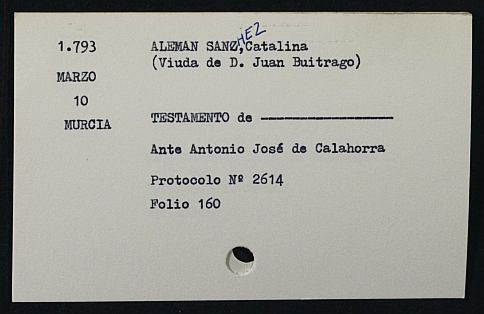 1.793 ALEMAN SANZ, HEZ Catalina
(Viuda de D. Juan Buitrago)
MARZO
10
MURCIA TESTAMENTO de ------------------
Ante Antonio José de Calahorra
Protocolo Nº 2614
Folio 160